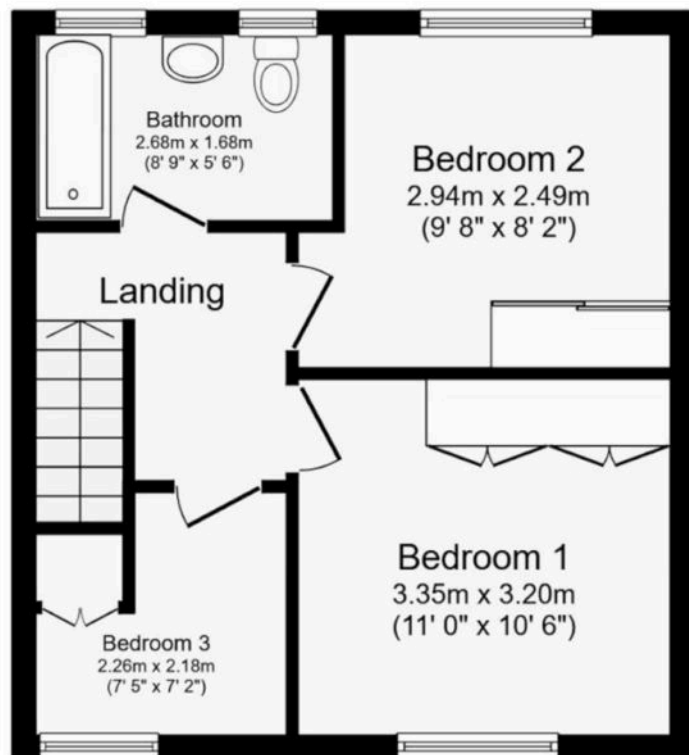 Bathroom
2.68m x 1.68m
(8' 9" x 5' 6")
Bedroom 2
2.94m x 2.49m
(9' 8" x 8' 2")
Landing
Bedroom 1
3.35m x 3.20m
(11' 0" x 10' 6")
Bedroom 3
2.26m x 2.18m
(7' 5" x 7' 2")